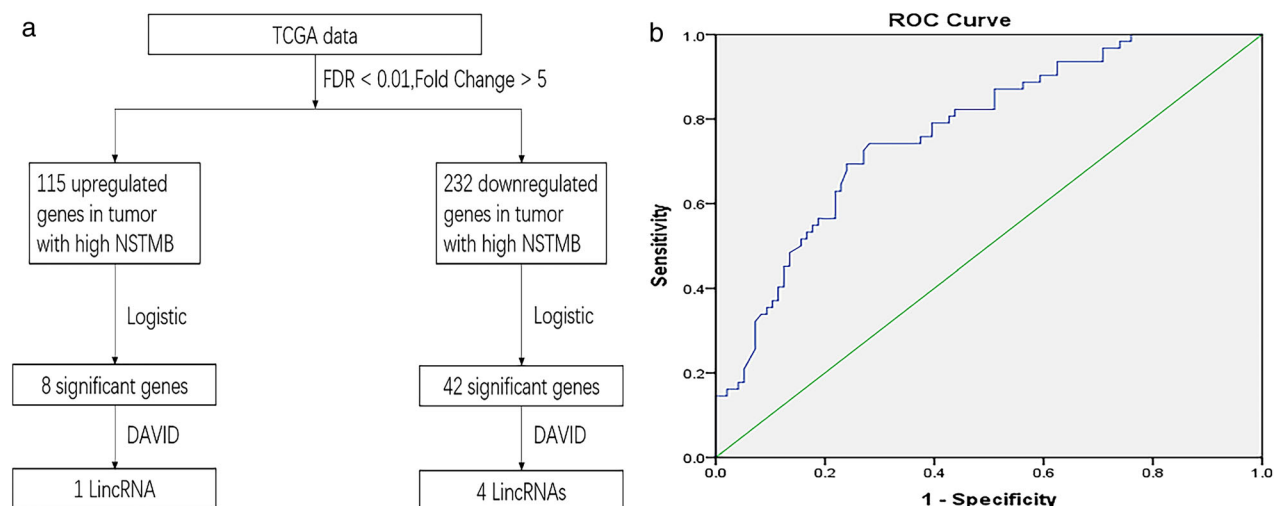 a
TCGA data
FDR < 0.01,Fold Change > 5
115 upregulated
genes in tumor
with high NSTMB
232 downregulated
genes in tumor
with high NSTMB
Logistic
Logistic
8 significant genes
42 significant genes
DAVID
DAVID
1 LincRNA
4 LincRNAs
b
ROC Curve
Sensitivity
1.0
0.8
0.6
0.4
0.2
0.0
0.0 0.2 0.4 0.6 0.8 1.0
1 - Specificity